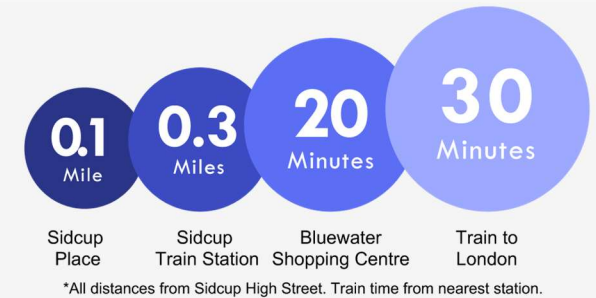 0.1
Mile
0.3
Miles
20
Minutes
30
Minutes
Sidcup
Place
Sidcup
Train Station
Bluewater
Shopping Centre
Train to
London
*All distances from Sidcup High Street. Train time from nearest station.